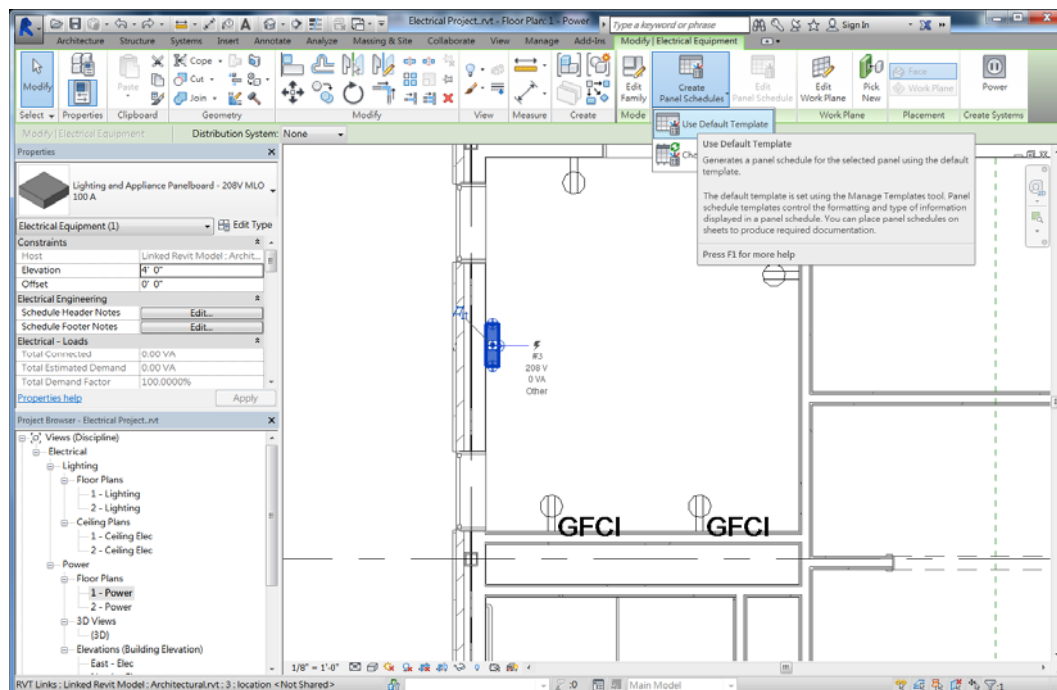 Electrical Project..rvt - Floor Plan: 1 - Power
Type a keyword or phrase
Sign In
Architecture Structure Systems Insert Annotate Analyze Massing & Site Collaborate View Manage Add-Ins Modify | Electrical Equipment
Modify
Paste
Cope
Cut
Join
Edit Family
Create Panel Schedules
Edit Panel Schedule
Edit Work Plane
Pick New
Face
Work Plane
Power
Select Properties Clipboard Geometry Modify View Measure Create Mode Work Plane Placement Create Systems
Modify | Electrical Equipment Distribution System: None
Use Default Template
Use Default Template
Generates a panel schedule for the selected panel using the default
template.
The default template is set using the Manage Templates tool. Panel
schedule templates control the formatting and type of information
displayed in a panel schedule. You can place panel schedules on
sheets to produce required documentation.
Press F1 for more help
Properties
Lighting and Appliance Panelboard - 208V MLO
100 A
Electrical Equipment (1) Edit Type
Constraints
Host Linked Revit Model : Archit...
Elevation 4' 0"
Offset 0' 0"
Electrical Engineering
Schedule Header Notes Edit...
Schedule Footer Notes Edit...
Electrical - Loads
Total Connected 0.00 VA
Total Estimated Demand 0.00 VA
Total Demand Factor 100.0000%
Properties help Apply
Project Browser - Electrical Project..rvt
Views (Discipline)
Electrical
Lighting
Floor Plans
1 - Lighting
2 - Lighting
Ceiling Plans
1 - Ceiling Elec
2 - Ceiling Elec
Power
Floor Plans
1 - Power
2 - Power
3D Views
(3D)
Elevations (Building Elevation)
East - Elec
#3
208 V
0 VA
Other
GFCI GFCI
1/8" = 1'-0"
RVT Links : Linked Revit Model : Architectural.rvt : 3 : location <Not Shared>
:0
Main Model
:1